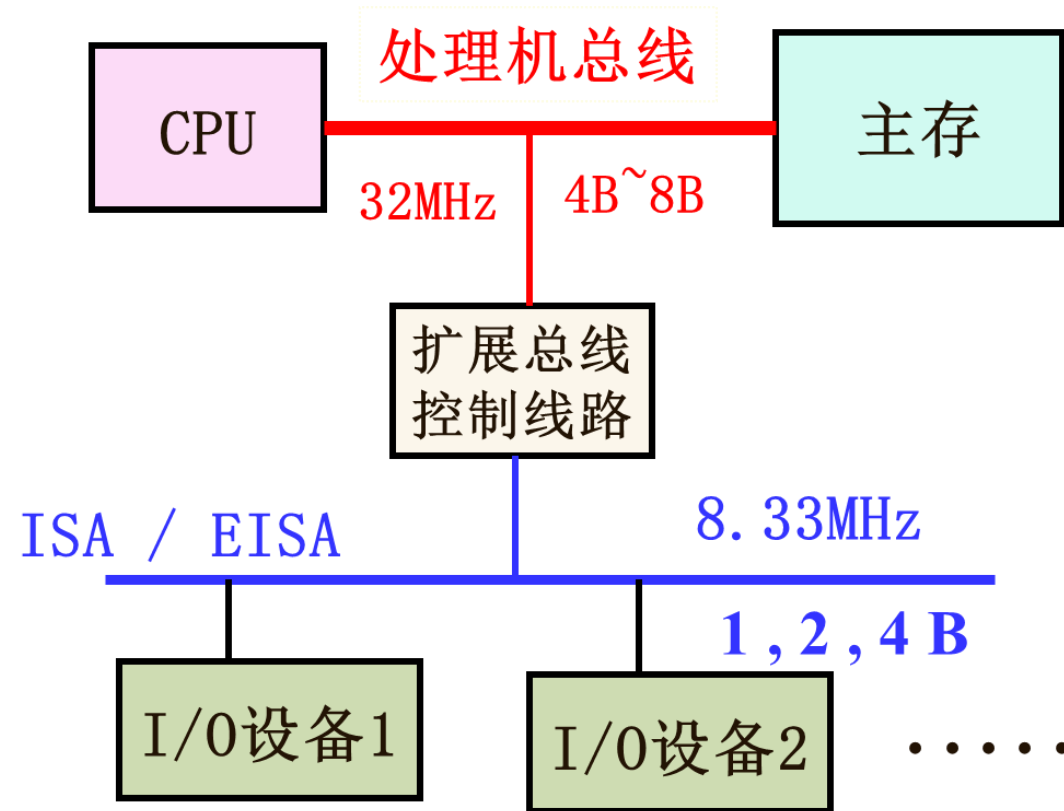 处理机总线
CPU
主存
32MHz
4B~8B
扩展总线
控制线路
ISA / EISA
8.33MHz
1,2,4B
I/O设备1
I/O设备2
·····